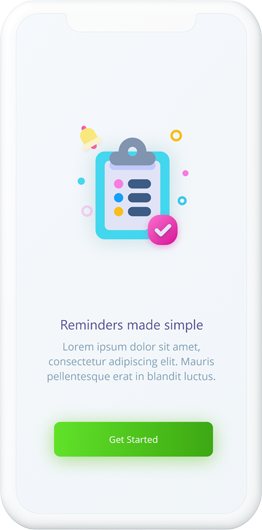 Reminders made simple
Lorem ipsum dolor sit amet,
consectetur adipiscing elit. Mauris
pellentesque erat in blandit luctus.
Get Started